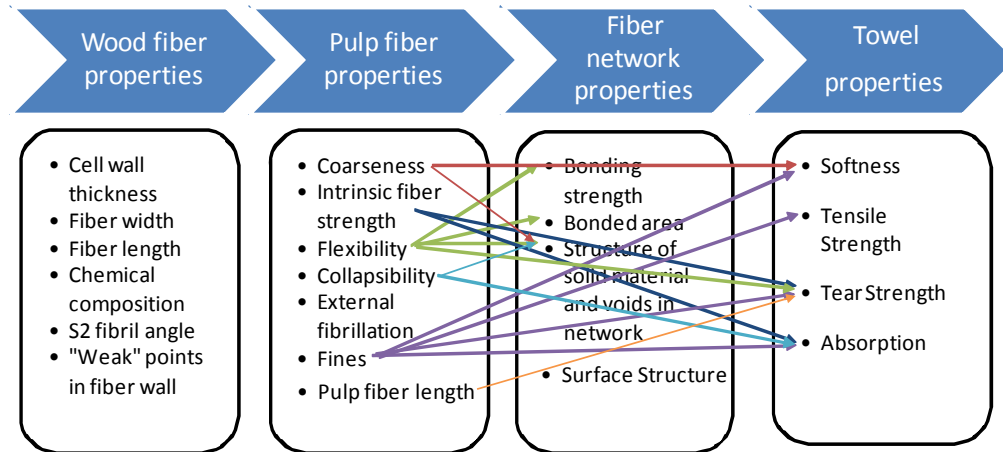 Wood fiber
properties
Pulp fiber
properties
Fiber
network
properties
Towel
properties
• Cell wall
thickness
• Fiber width
• Fiber length
• Chemical
composition
• S2 fibril angle
• "Weak" points
in fiber wall
• Coarseness
• Intrinsic fiber
strength
• Flexibility
• Collapsibility
• External
fibrillation
• Fines
• Pulp fiber length
• Bonding
strength
• Bonded area
• Structure of
solid material
and voids in
network
• Surface Structure
• Softness
• Tensile
Strength
• Tear Strength
• Absorption